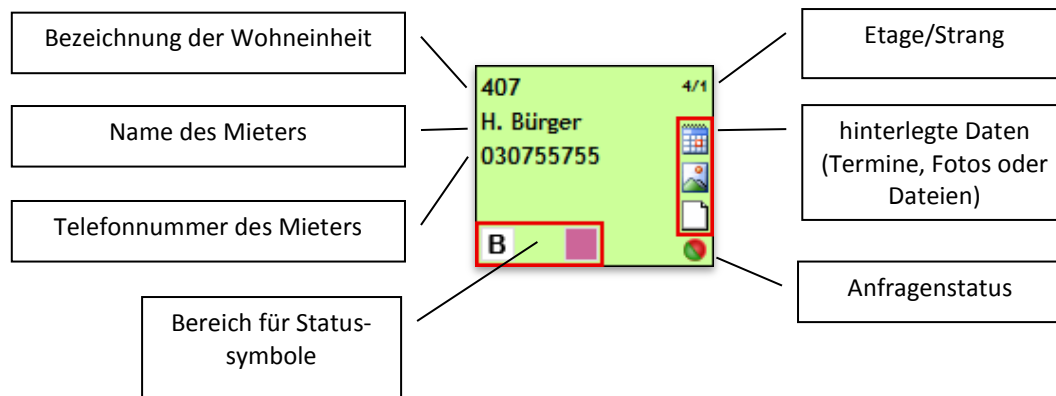 Bezeichnung der Wohneinheit
Name des Mieters
Telefonnummer des Mieters
Bereich für Status-
symbole
407
4/1
H. Bürger
030755755
B
Etage/Strang
hinterlegte Daten
(Termine, Fotos oder
Dateien)
Anfragenstatus